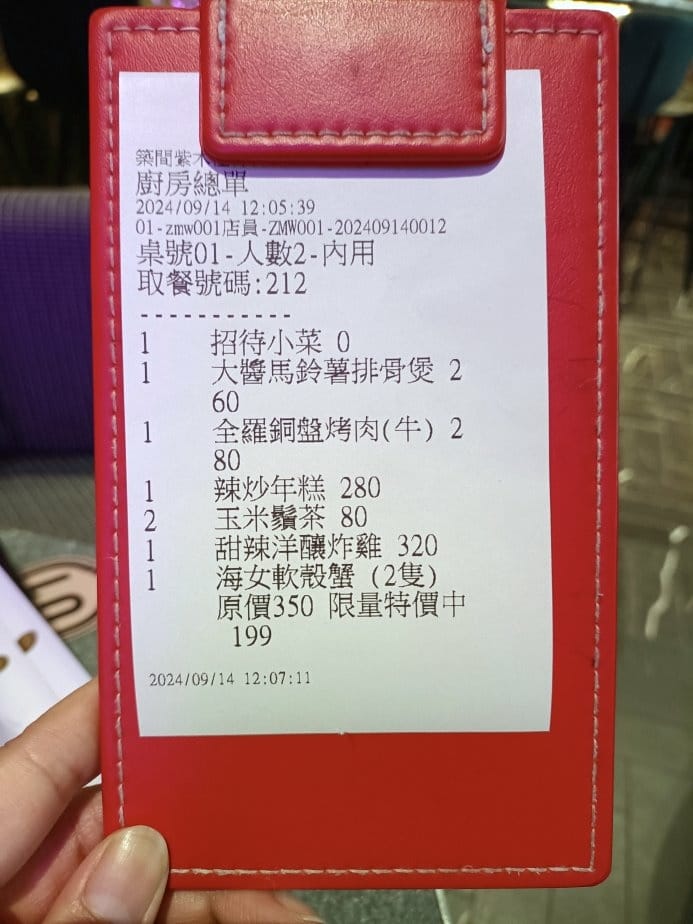 築間紫木
廚房總單
2024/09/14 12:05:39
01-zmw001店員-ZMW001-202409140012
桌號01-人數2-內用
取餐號碼:212
- - - - - - - - - - -
1 招待小菜 0
1 大醬馬鈴薯排骨煲 2
60
1 全羅銅盤烤肉(牛) 2
80
1 辣炒年糕 280
2 玉米鬚茶 80
1 甜辣洋釀炸雞 320
1 海女軟殼蟹 (2隻)
原價350 限量特價中
199
2024/09/14 12:07:11